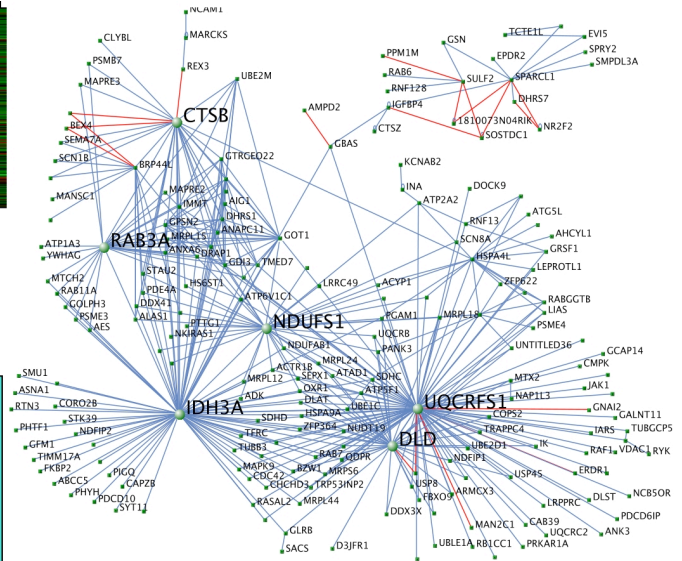 NCAM1
MARCKS
CLYBL
PSMB7
REX3
MAPRE3
UBE2M
CTSB
BEX4
SEMA7A
SCN1B
BRP44L
GTRGEO22
MANSC1
MAPRE2
IMMT
AIG1
GPSN2
DHRS1
MRPL15
ANAPC11
RAB3A
ANXA6
DRAP1
GOT1
ATP1A3
YWHAG
GDI3
TMED7
MTCH2
STAU2
RAB11A
PDE4A
HS6ST1
GOLPH3
DDX41
ATP6V1C1
PSME3
ALAS1
PTTG1
AES
NKIRAS1
NDUFS1
AMPD2
GBAS
TCTE1L
EVI5
GSN
SPRY2
PPM1M
EPDR2
SMPDL3A
RAB6
SULF2
SPARCL1
RNF128
DHRS7
IGFBP4
1810073N04RIK
NR2F2
CTSZ
SOSTDC1
KCNAB2
INA
DOCK9
ATP2A2
ATG5L
RNF13
AHCYL1
SCN8A
GRSF1
HSPA4L
LEPROTL1
LRRC49
ACYP1
ZFP622
RABGGTB
LIAS
PGAM1
MRPL18
PSME4
UQCRB
PANK3
UNTITLED36
GCAP14
CMPK
NDUFAB1
MRPL24
ACTR1B
ATAD1
SDHC
MTX2
JAK1
SMU1
MRPL12
SEPX1
OXR1
ATP5F1
NAP1L3
ASNA1
ADK
DLAT
UBE1C
UQCRFS1
GNAI2
RTN3
CORO2B
IDH3A
HSPA9A
COPS2
GALNT11
STK39
SDHD
ZFP364
NUDT19
TRAPPC4
IARS
TUBGCP5
PHTF1
NDFIP2
TFRC
DLD
UBE2D1
IK
GFM1
TUBB3
RAB7
QDPR
NDFIP1
RAF1
VDAC1
RYK
TIMM17A
MAPK9
BZW1
MRPS6
USP8
USP45
ERDR1
FKBP2
PIGQ
CDC42
TRP53INP2
ABCC5
CAPZB
CHCHD3
FBXO9
ARMCX3
DLST
NCB5OR
PHYH
PDCD10
RASAL2
MRPL44
LRPPRC
SYT11
DDX3X
MAN2C1
CAB39
PDCD6IP
GLRB
UQCRC2
ANK3
SACS
D3JFR1
UBLE1A
RB1CC1
PRKAR1A